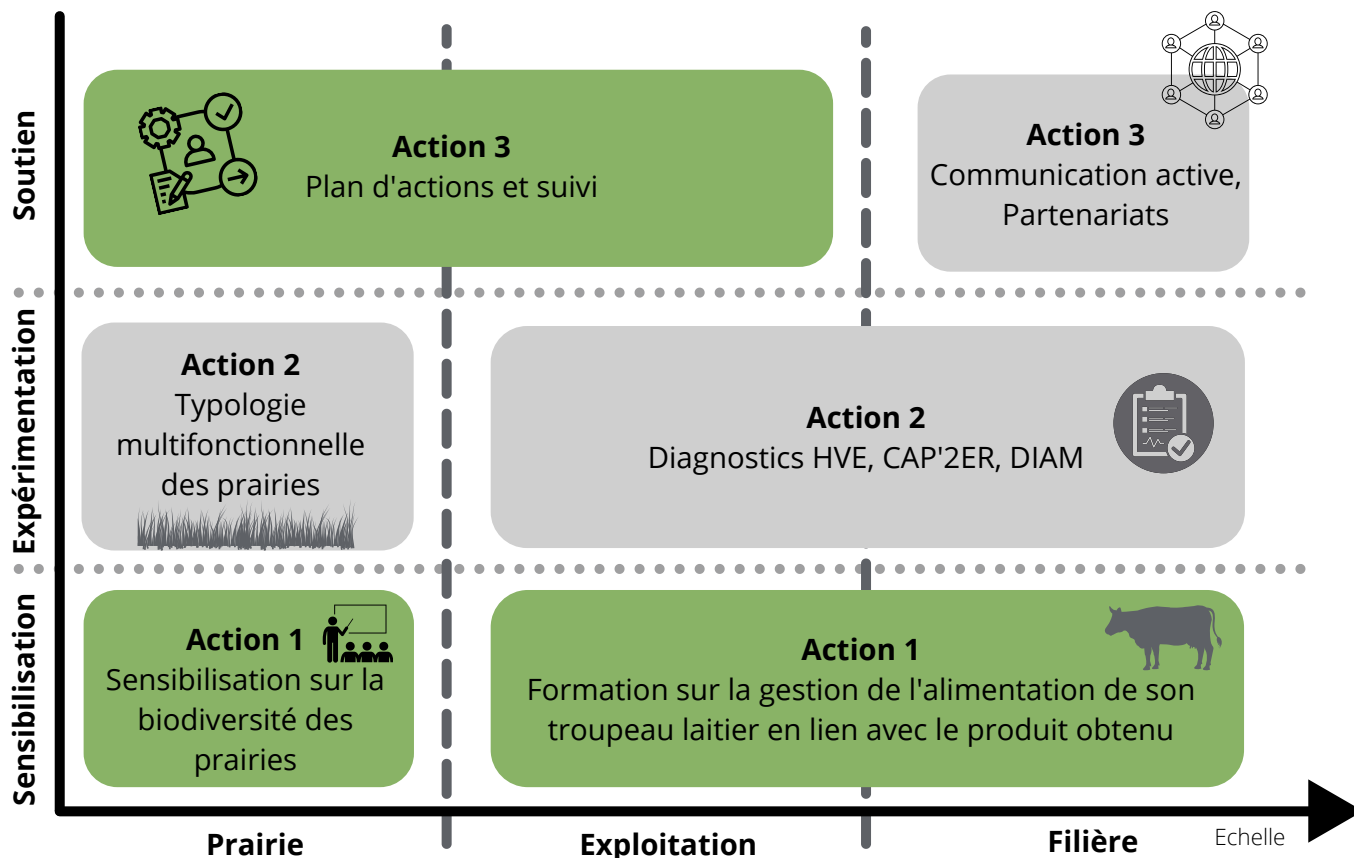 Soutien
Action 3
Plan d'actions et suivi
Action 3
Communication active,
Partenariats
Expérimentation
Action 2
Typologie
multifonctionnelle
des prairies
Action 2
Diagnostics HVE, CAP'2ER, DIAM
Sensibilisation
Action 1
Sensibilisation sur la
biodiversité des
prairies
Action 1
Formation sur la gestion de l'alimentation de son
troupeau laitier en lien avec le produit obtenu
Prairie
Exploitation
Filière
Echelle